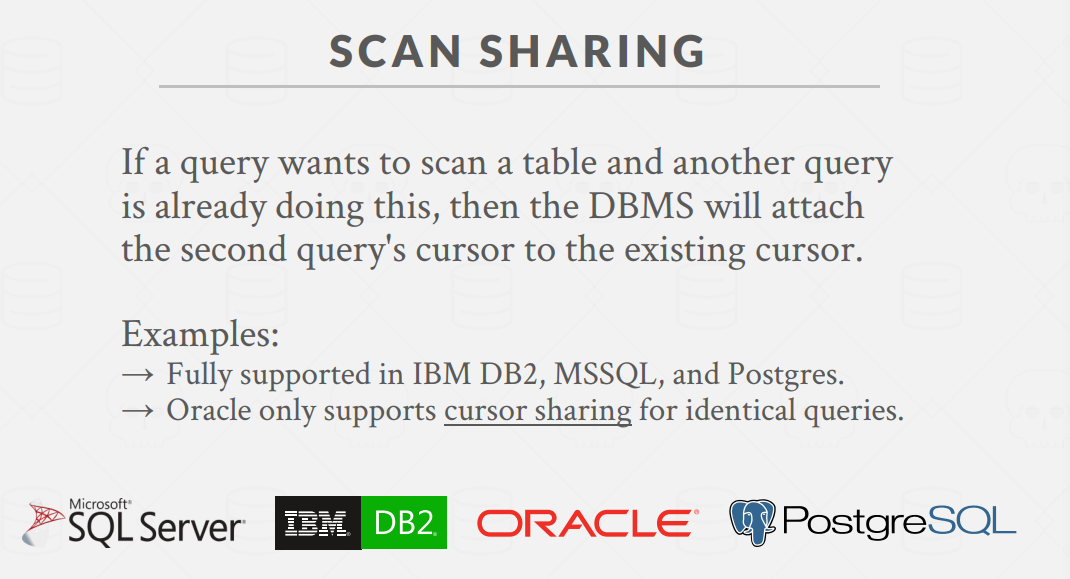 SCAN SHARING
If a query wants to scan a table and another query
is already doing this, then the DBMS will attach
the second query's cursor to the existing cursor.
Examples:
→ Fully supported in IBM DB2, MSSQL, and Postgres.
→ Oracle only supports cursor sharing for identical queries.
Microsoft®
SQL Server®
IBM® DB2®
ORACLE®
PostgreSQL